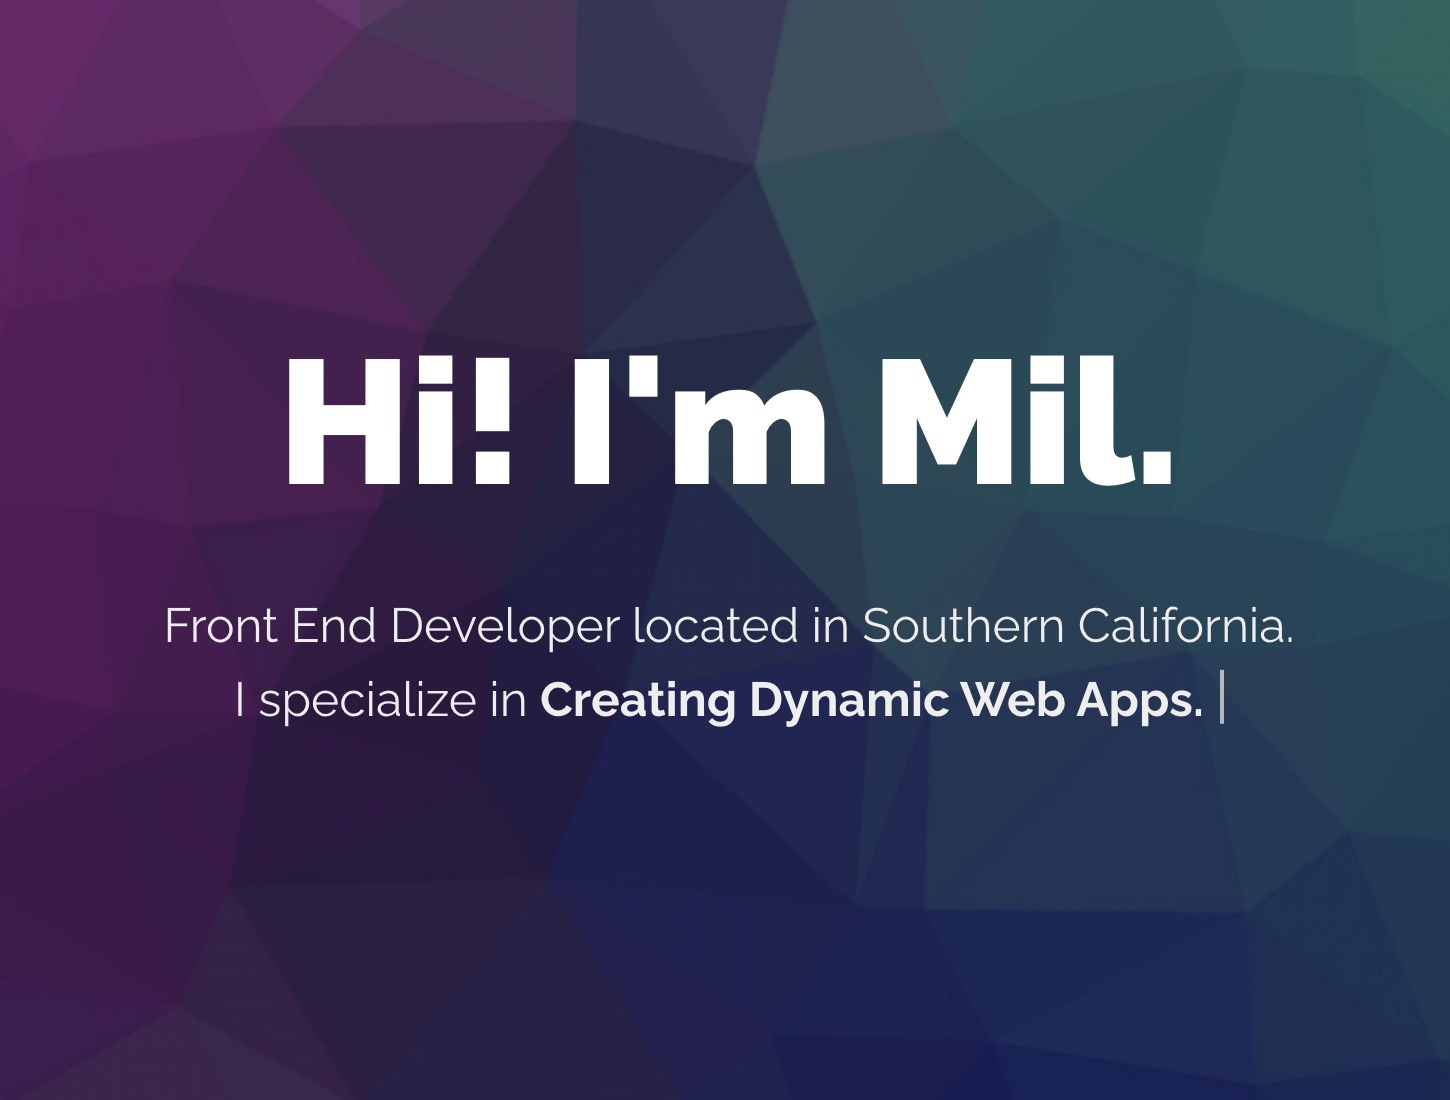 Hi! I'm Mil.
Front End Developer located in Southern California.
I specialize in Creating Dynamic Web Apps.